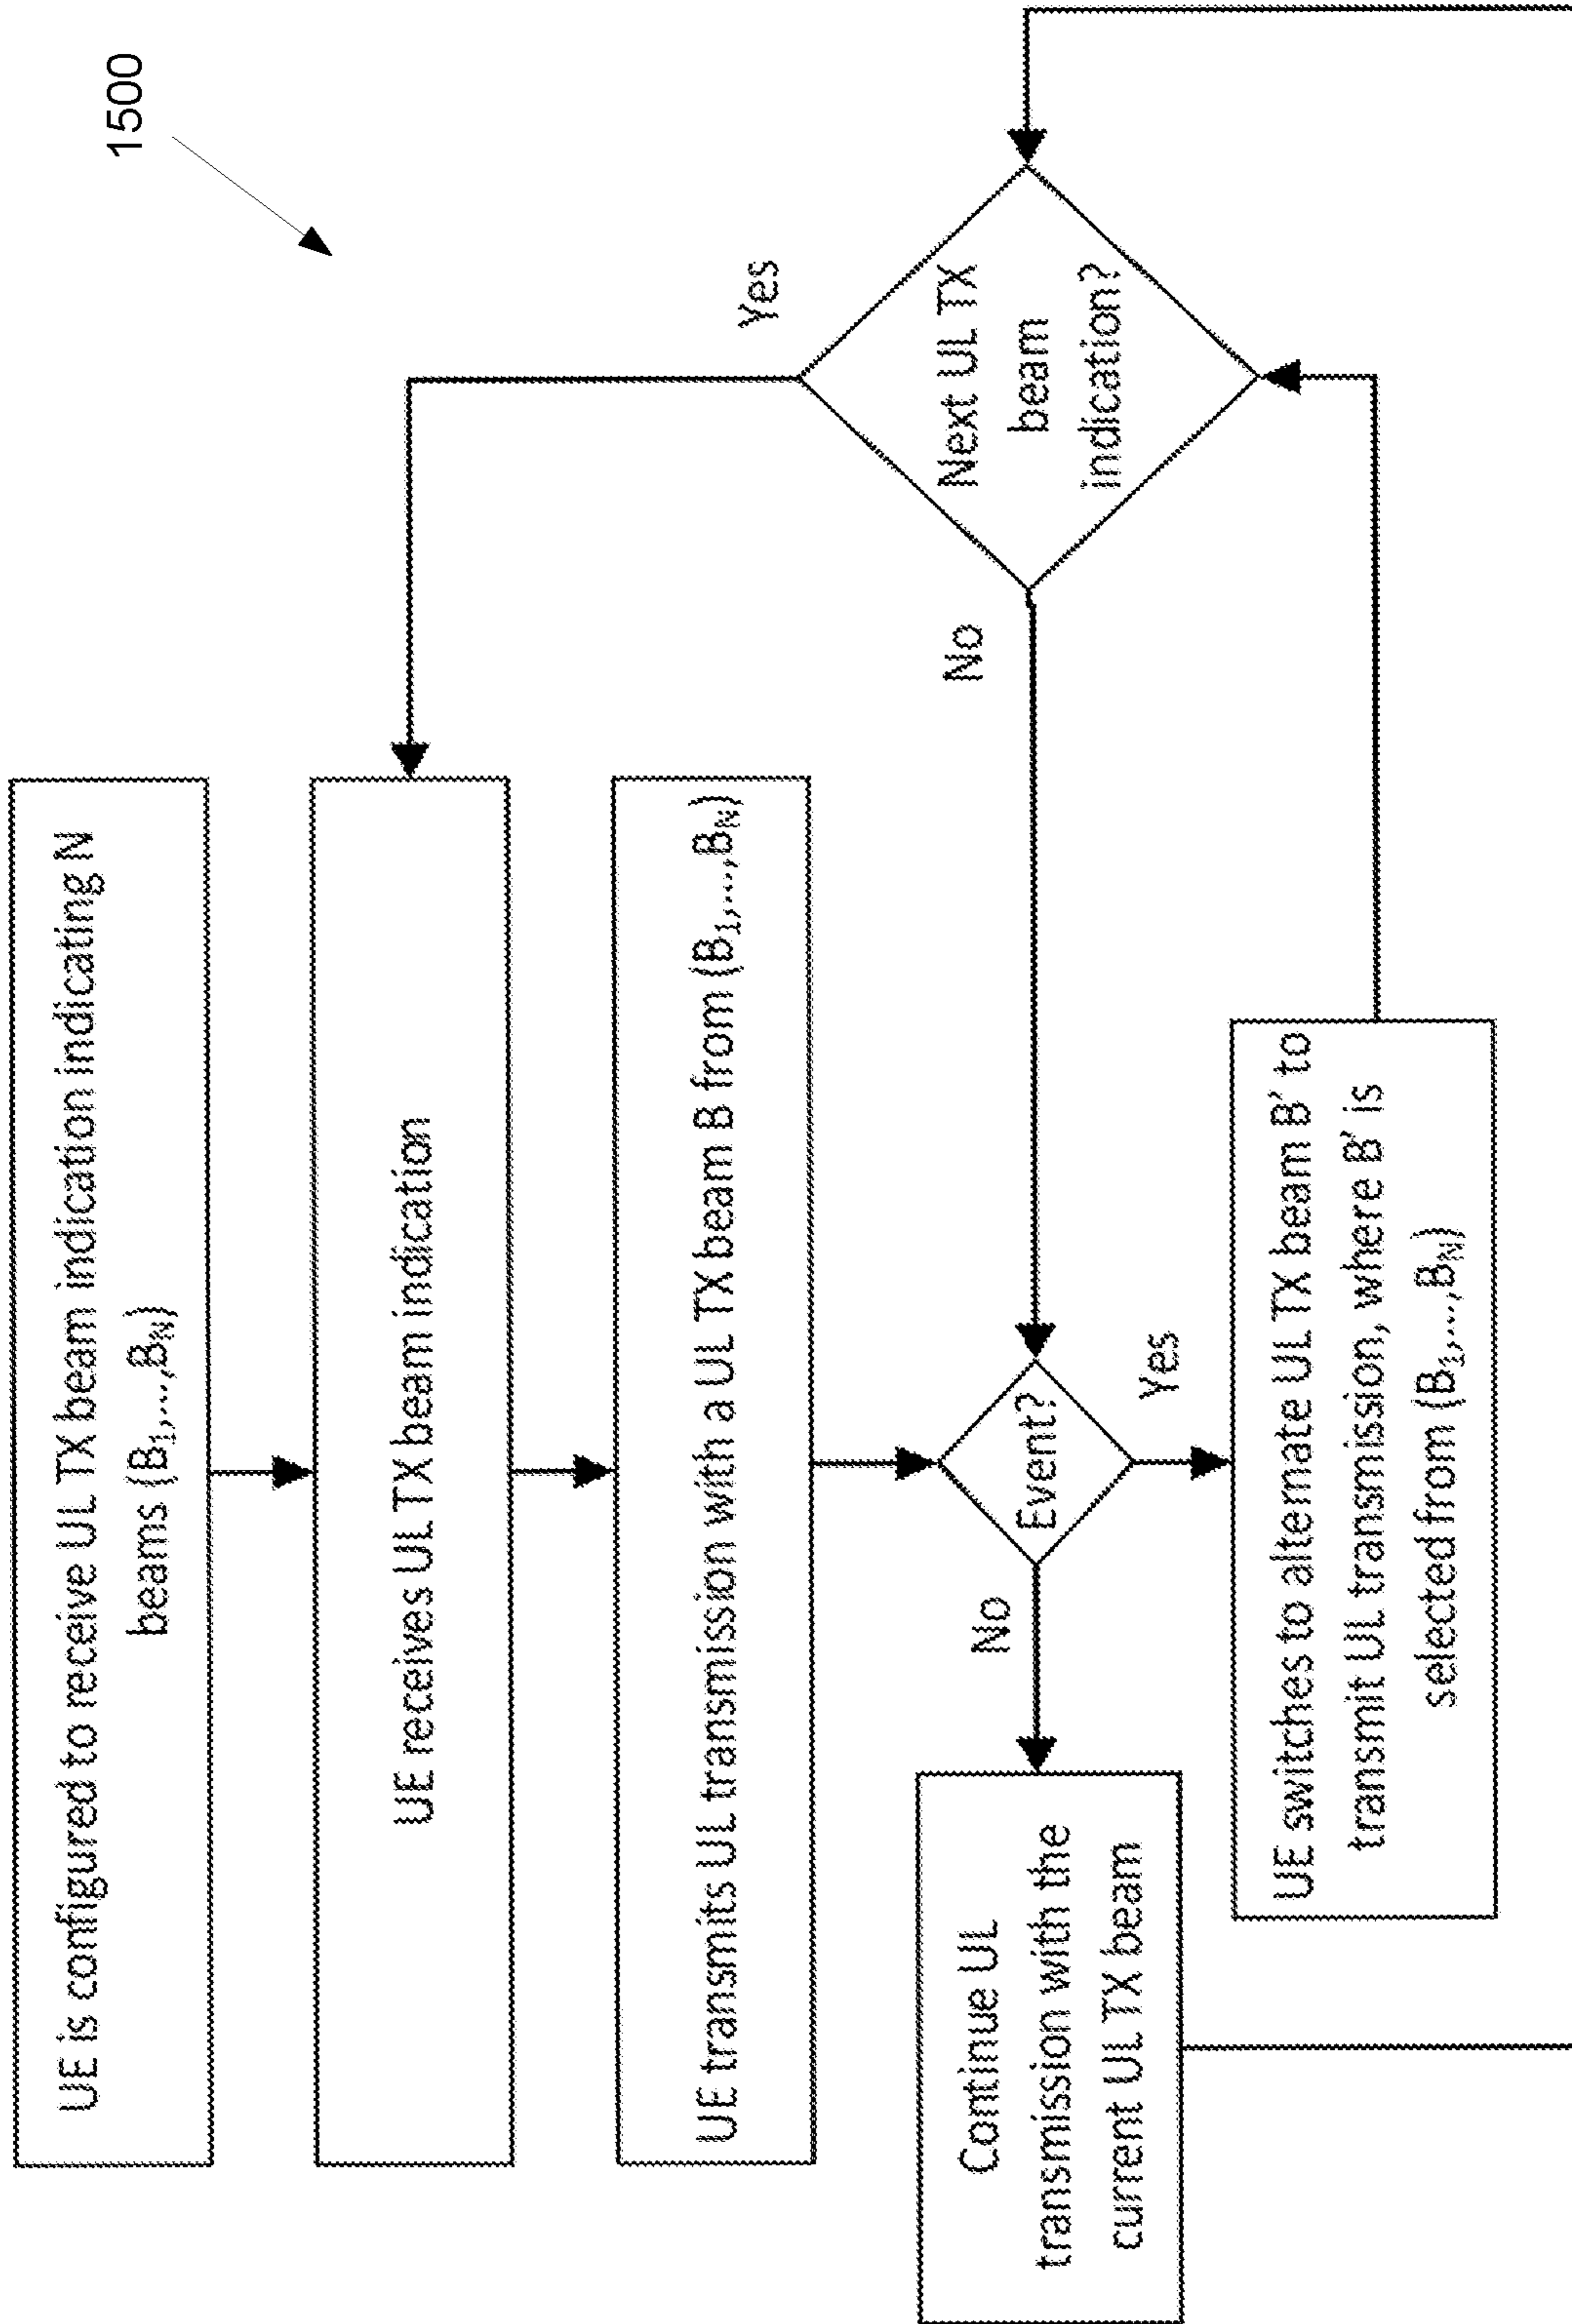 1500
UE is configured to receive UL TX beam indication indicating N
beams (B₁,...,B_N)
UE receives UL TX beam indication
UE transmits UL transmission with a UL TX beam B from (B₁,...,B_N)
Event?
No
Yes
Continue UL
transmission with the
current UL TX beam
UE switches to alternate UL TX beam B' to
transmit UL transmission, where B' is
selected from (B₁,...,B_N)
Next UL TX
beam
indication?
Yes
No